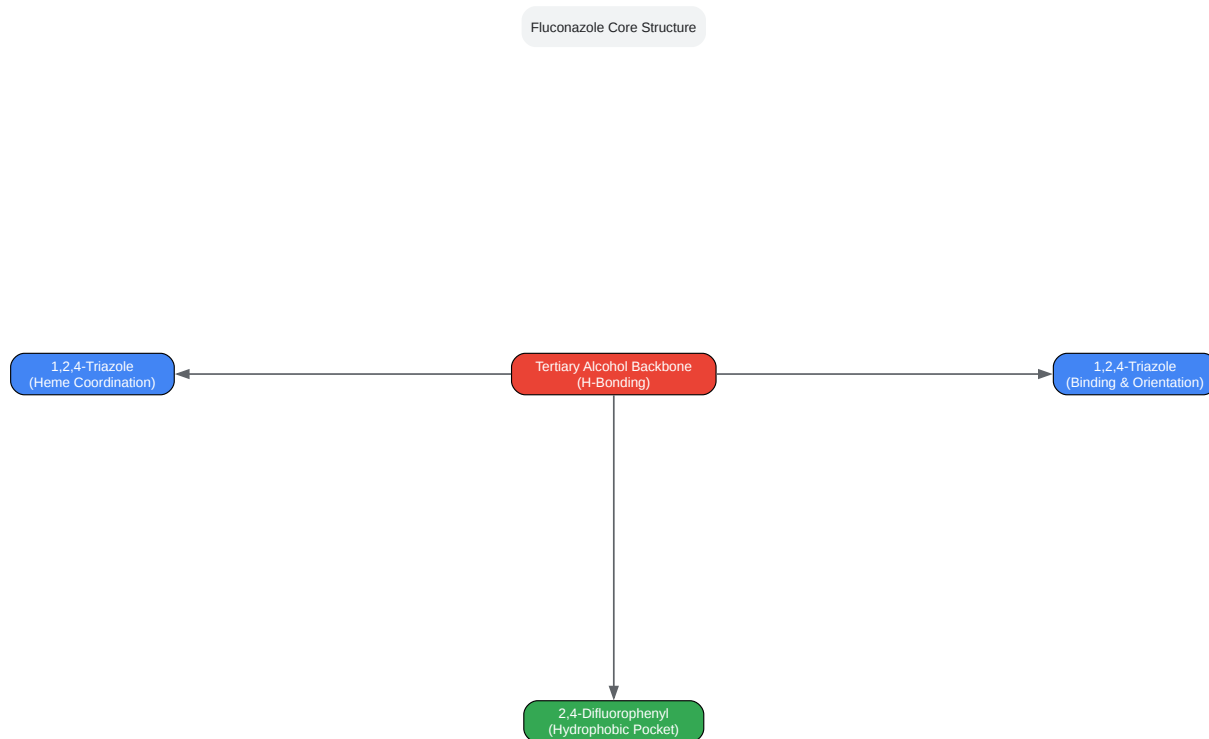 Fluconazole Core Structure
1,2,4-Triazole
(Heme Coordination)
Tertiary Alcohol Backbone
(H-Bonding)
1,2,4-Triazole
(Binding & Orientation)
2,4-Difluorophenyl
(Hydrophobic Pocket)